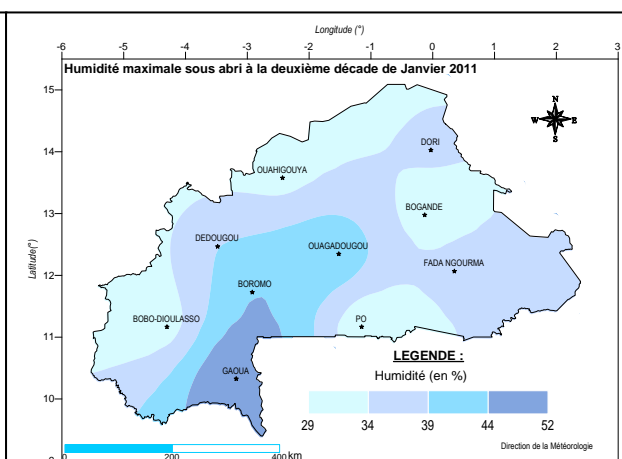 Longitude (°)
-6 -5 -4 -3 -2 -1 0 1 2 3
Humidité maximale sous abri à la deuxième décade de Janvier 2011
15
N
W E
S
DORI
14
OUAHIGOUYA
BOGANDE
13
DEDOUGOU
OUAGADOUGOU
FADA NGOURMA
Latitude(°)
12
BOROMO
BOBO-DIOULASSO
PO
11
LEGENDE :
GAOUA
Humidité (en %)
10
29 34 39 44 52
Direction de la Météorologie
0 200 400 km